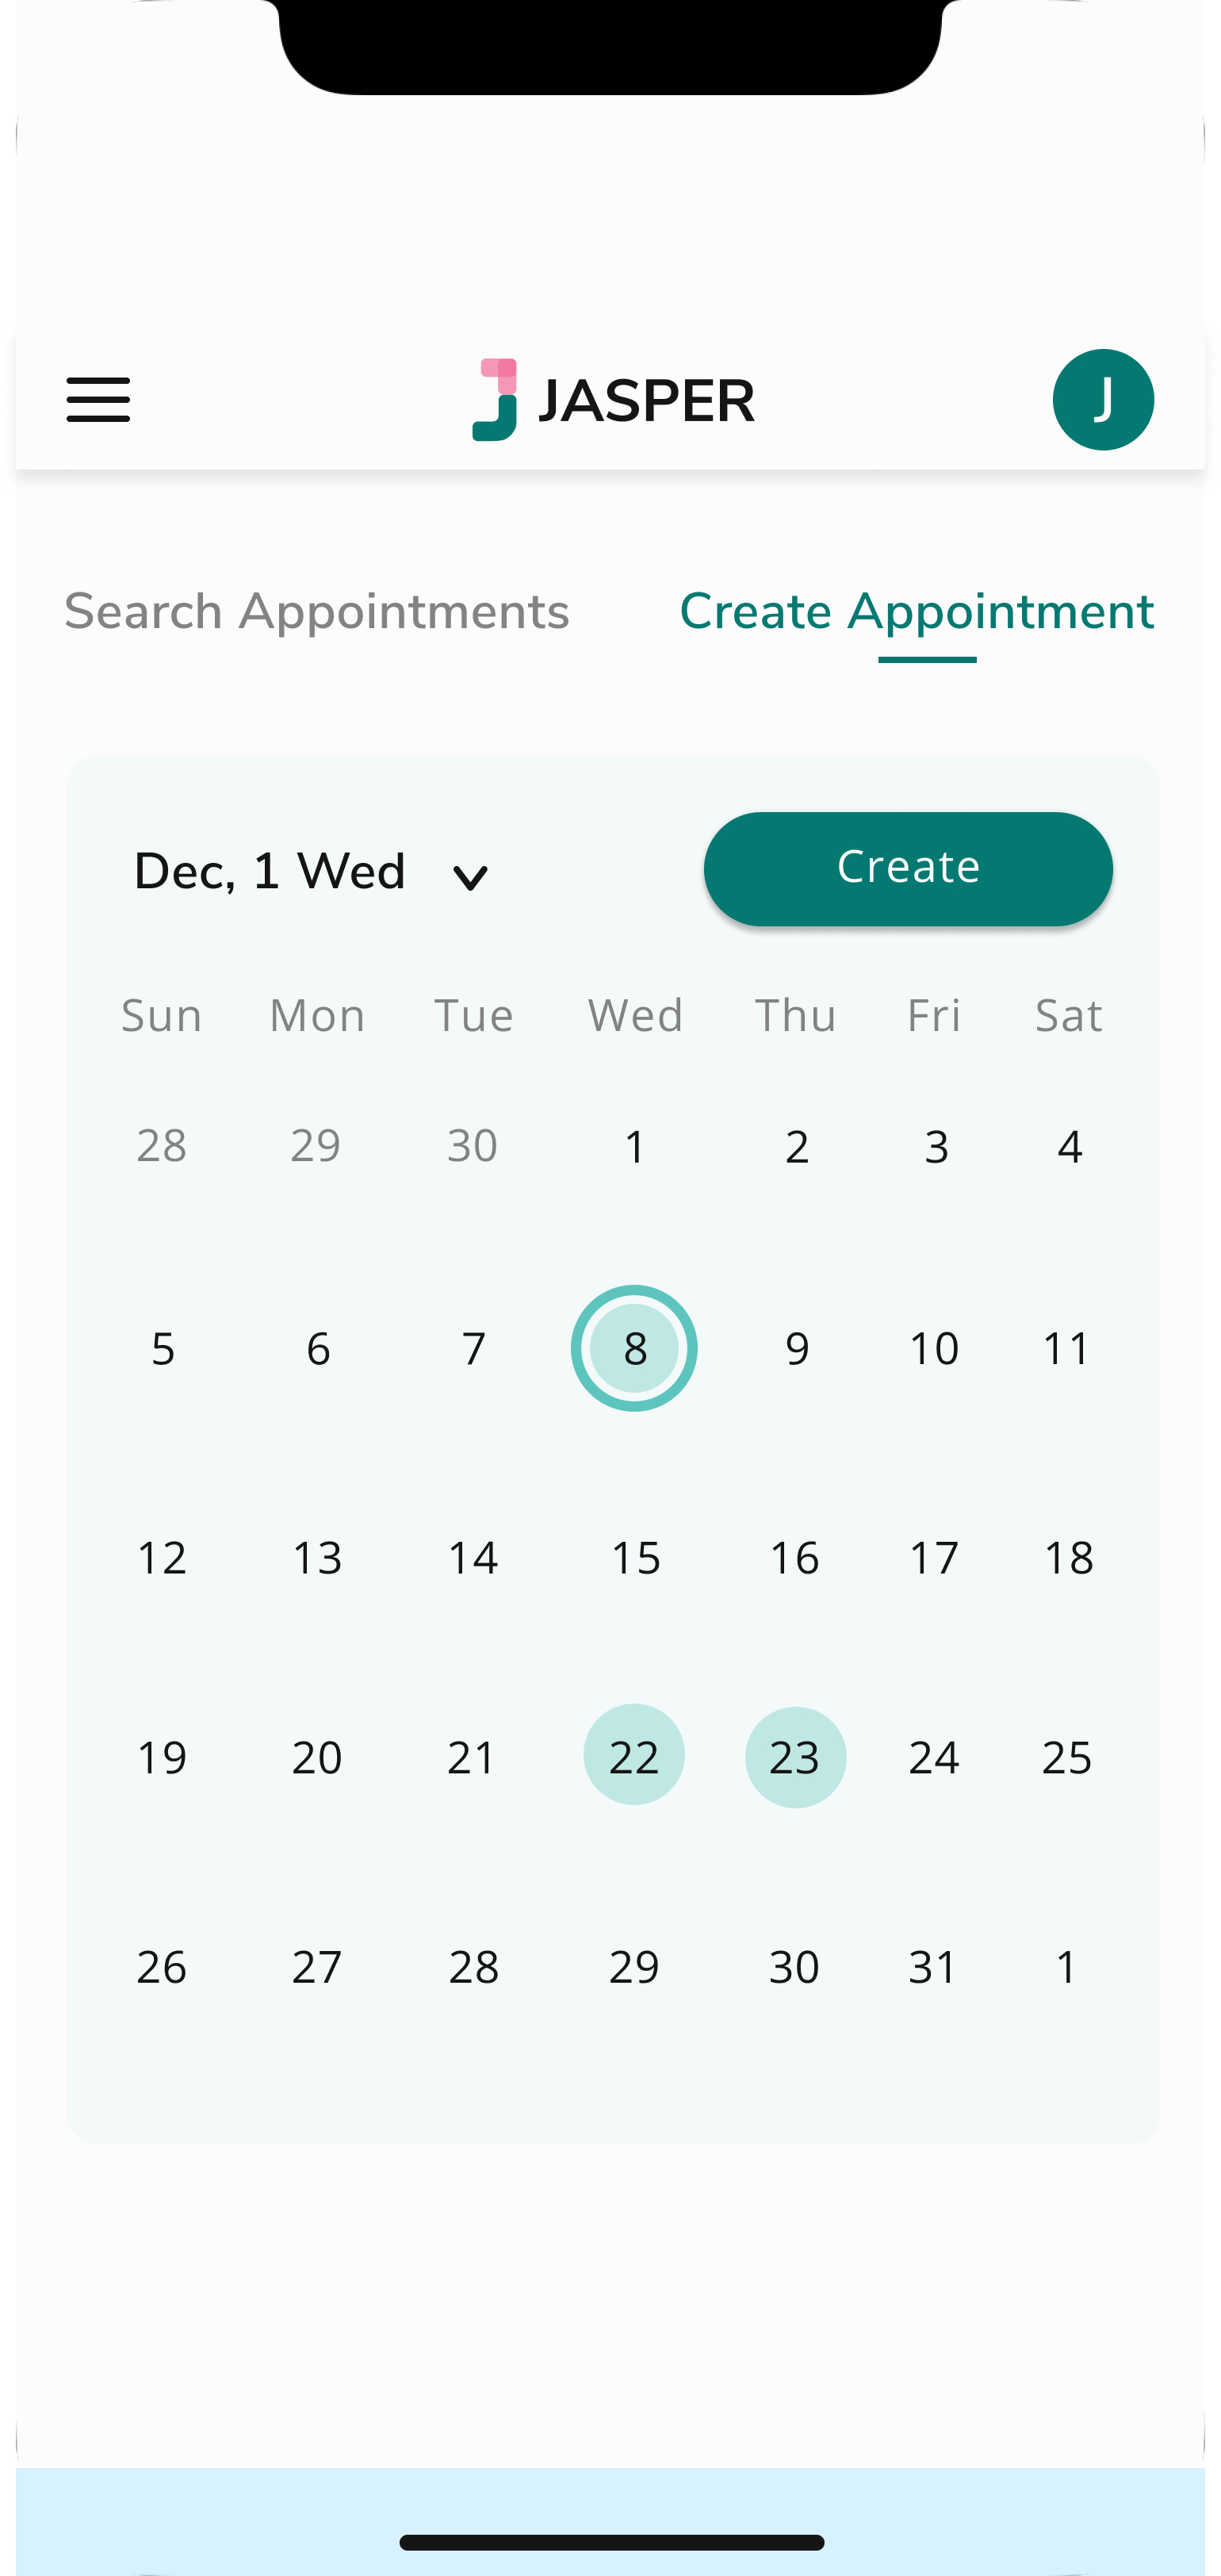 JASPER
J
Search Appointments
Create Appointment
Dec, 1 Wed
Create
Sun Mon Tue Wed Thu Fri Sat
28 29 30 1 2 3 4
5 6 7 8 9 10 11
12 13 14 15 16 17 18
19 20 21 22 23 24 25
26 27 28 29 30 31 1